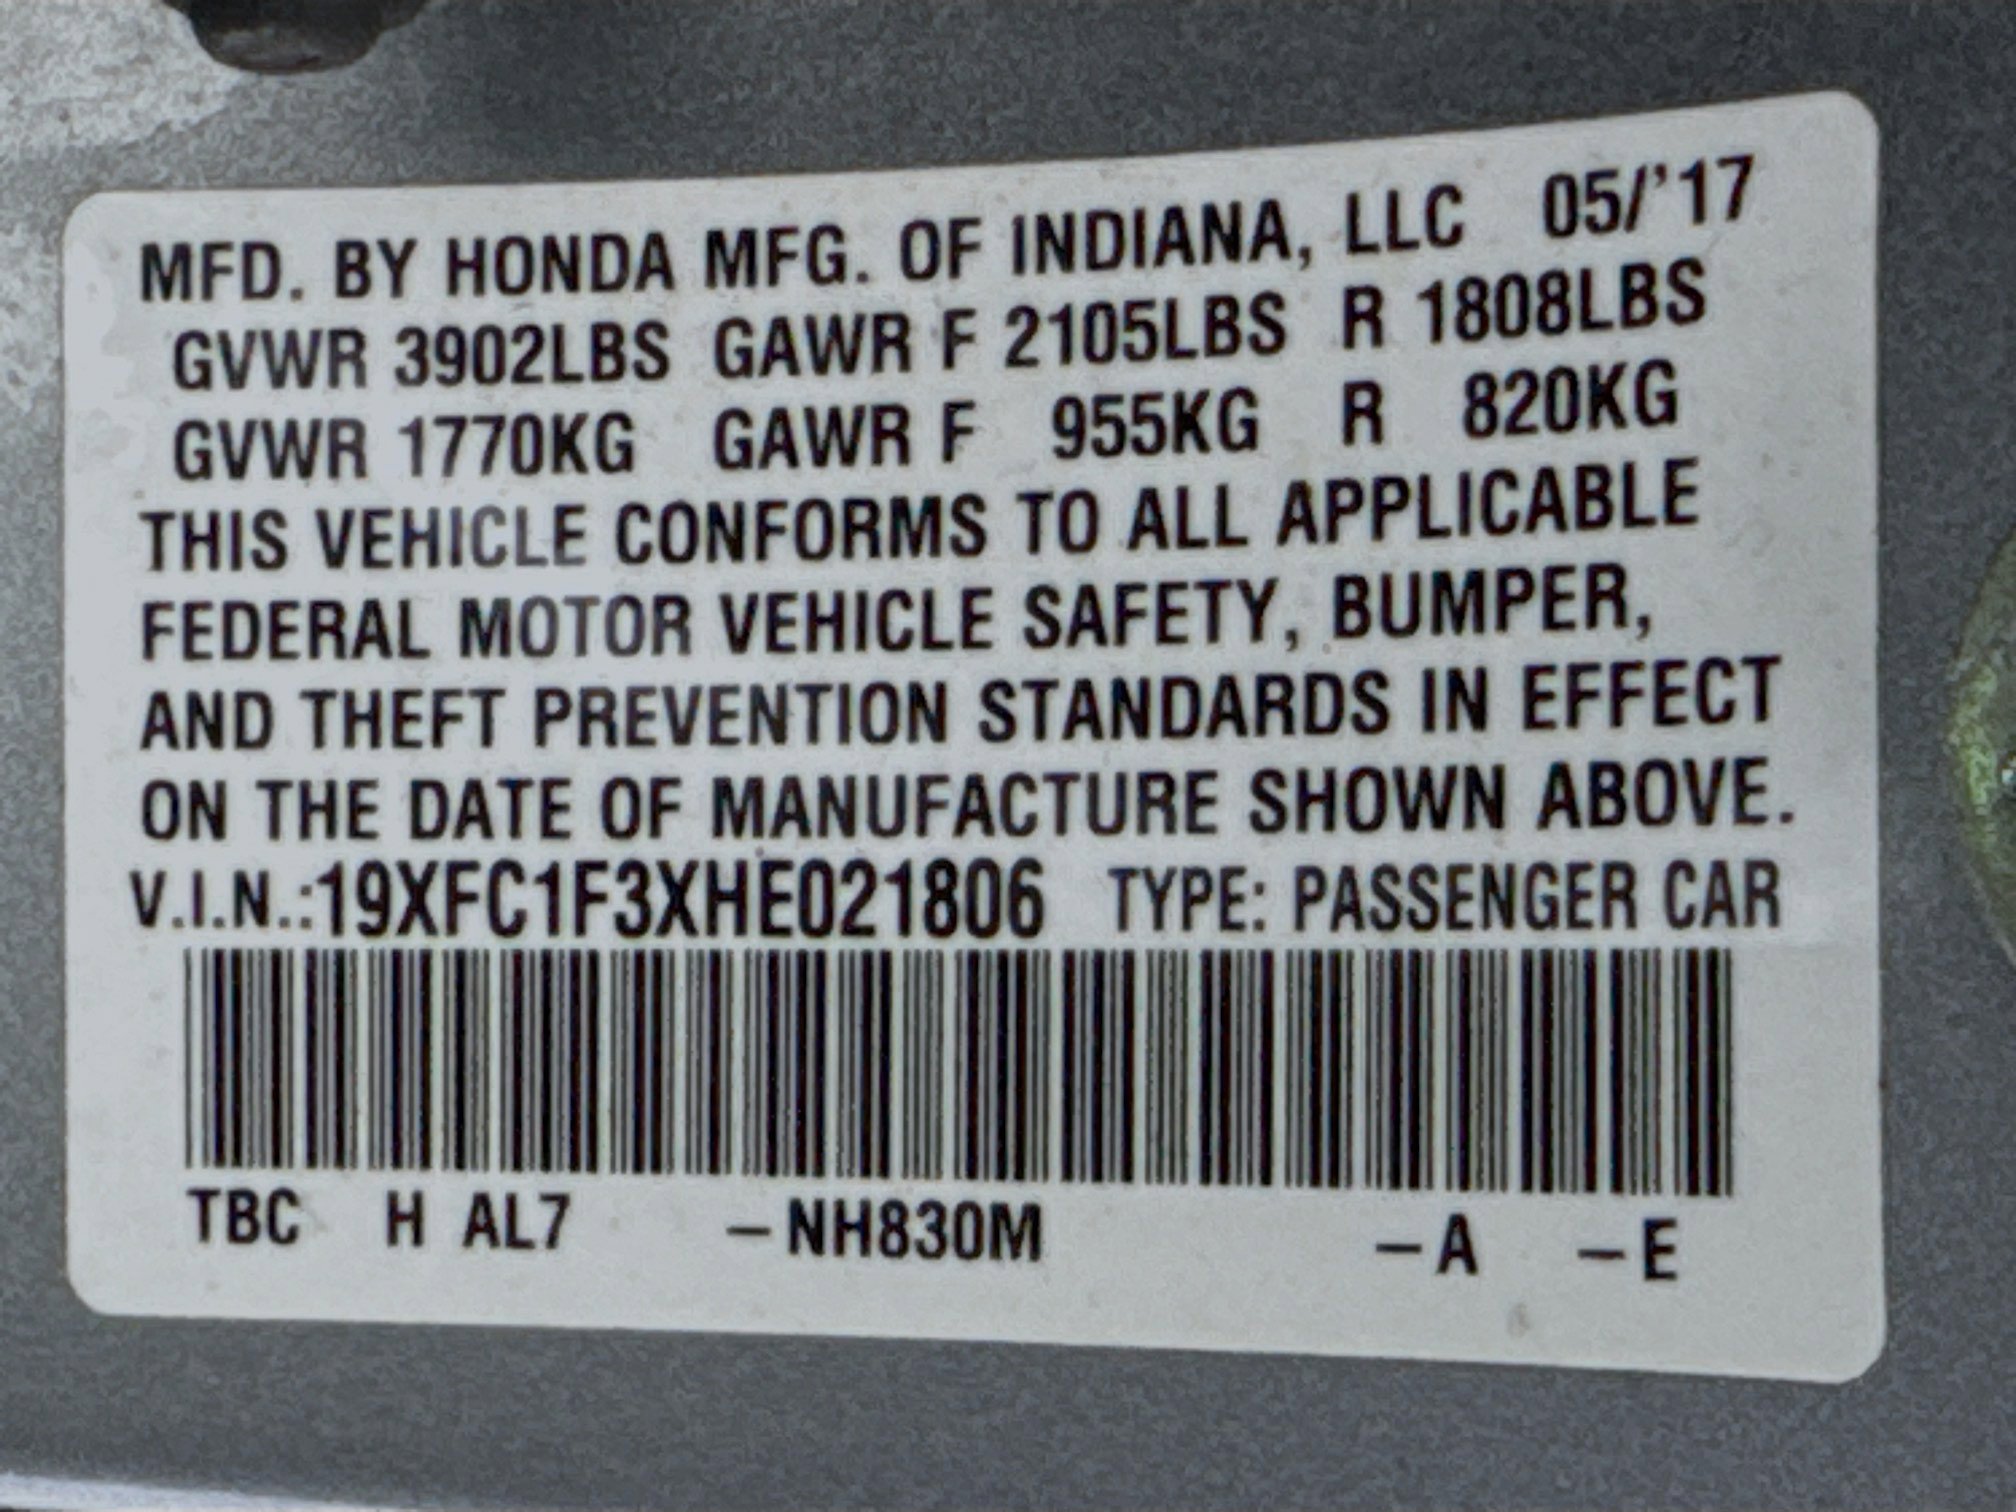 MFD. BY HONDA MFG. OF INDIANA, LLC 05/'17
GVWR 3902LBS GAWR F 2105LBS R 1808LBS
GVWR 1770KG GAWR F 955KG R 820KG
THIS VEHICLE CONFORMS TO ALL APPLICABLE
FEDERAL MOTOR VEHICLE SAFETY, BUMPER,
AND THEFT PREVENTION STANDARDS IN EFFECT
ON THE DATE OF MANUFACTURE SHOWN ABOVE.
V.I.N.:19XFC1F3XHE021806 TYPE: PASSENGER CAR
TBC H AL7 –NH830M –A –E